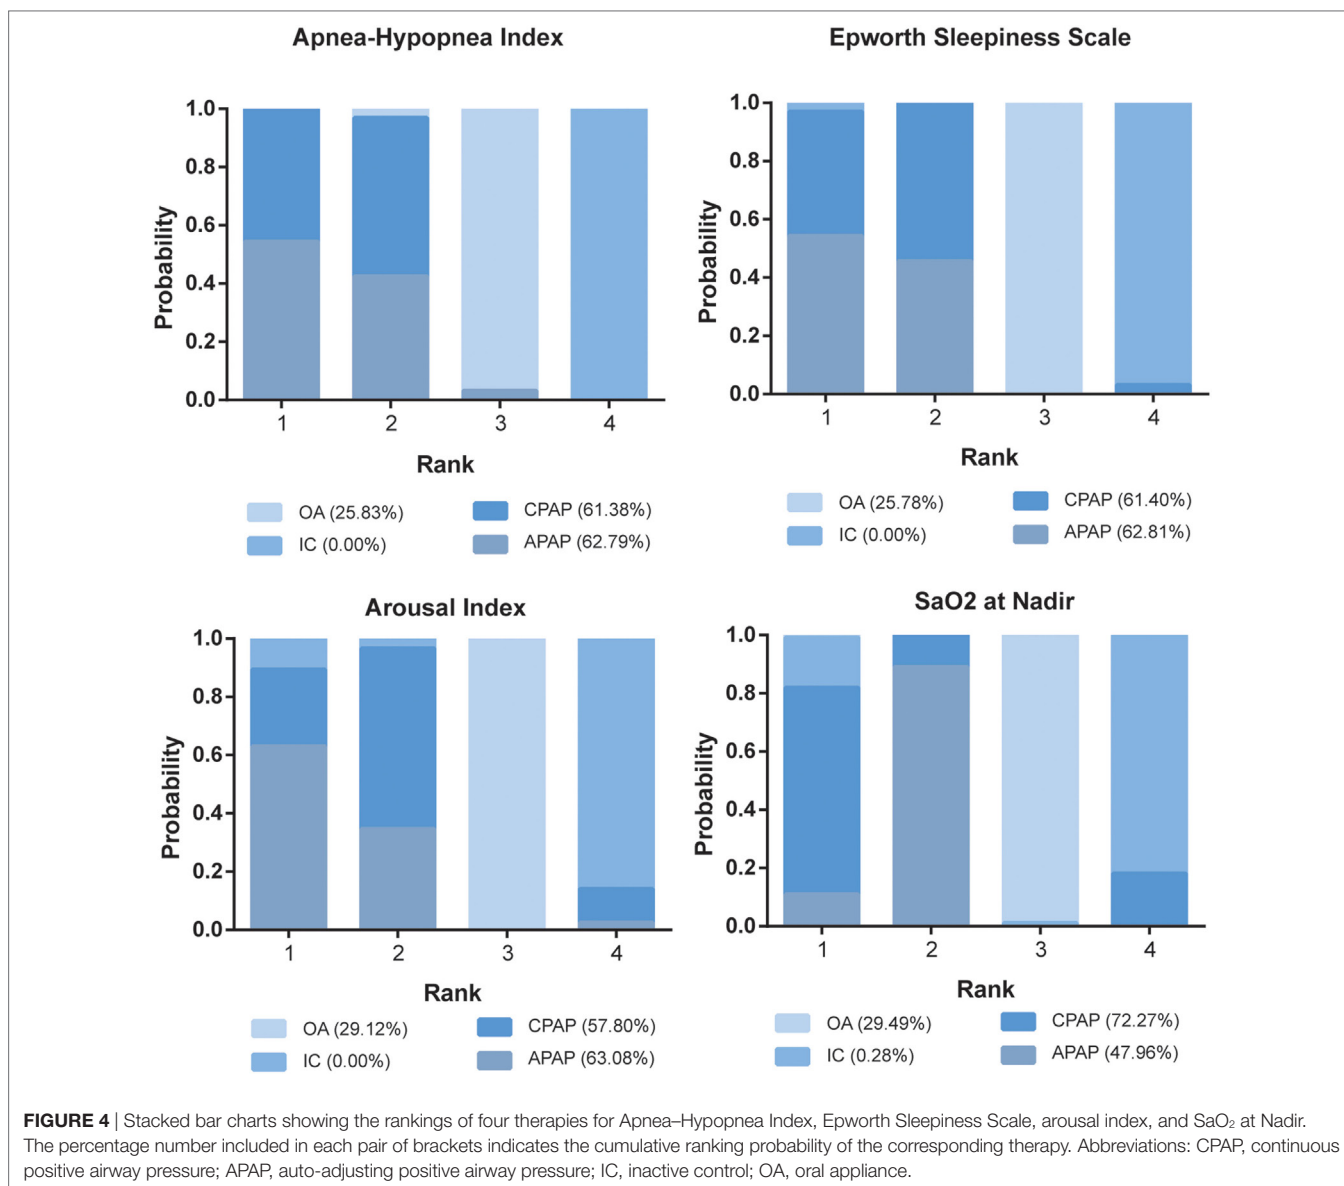 Apnea-Hypopnea Index
1.0
0.8
0.6
0.4
0.2
0.0
Probability
1 2 3 4
Rank
OA (25.83%) CPAP (61.38%)
IC (0.00%) APAP (62.79%)
Epworth Sleepiness Scale
1.0
0.8
0.6
0.4
0.2
0.0
Probability
1 2 3 4
Rank
OA (25.78%) CPAP (61.40%)
IC (0.00%) APAP (62.81%)
Arousal Index
1.0
0.8
0.6
0.4
0.2
0.0
Probability
1 2 3 4
Rank
OA (29.12%) CPAP (57.80%)
IC (0.00%) APAP (63.08%)
SaO2 at Nadir
1.0
0.8
0.6
0.4
0.2
0.0
Probability
1 2 3 4
Rank
OA (29.49%) CPAP (72.27%)
IC (0.28%) APAP (47.96%)
FIGURE 4 | Stacked bar charts showing the rankings of four therapies for Apnea–Hypopnea Index, Epworth Sleepiness Scale, arousal index, and SaO₂ at Nadir.
The percentage number included in each pair of brackets indicates the cumulative ranking probability of the corresponding therapy. Abbreviations: CPAP, continuous
positive airway pressure; APAP, auto-adjusting positive airway pressure; IC, inactive control; OA, oral appliance.